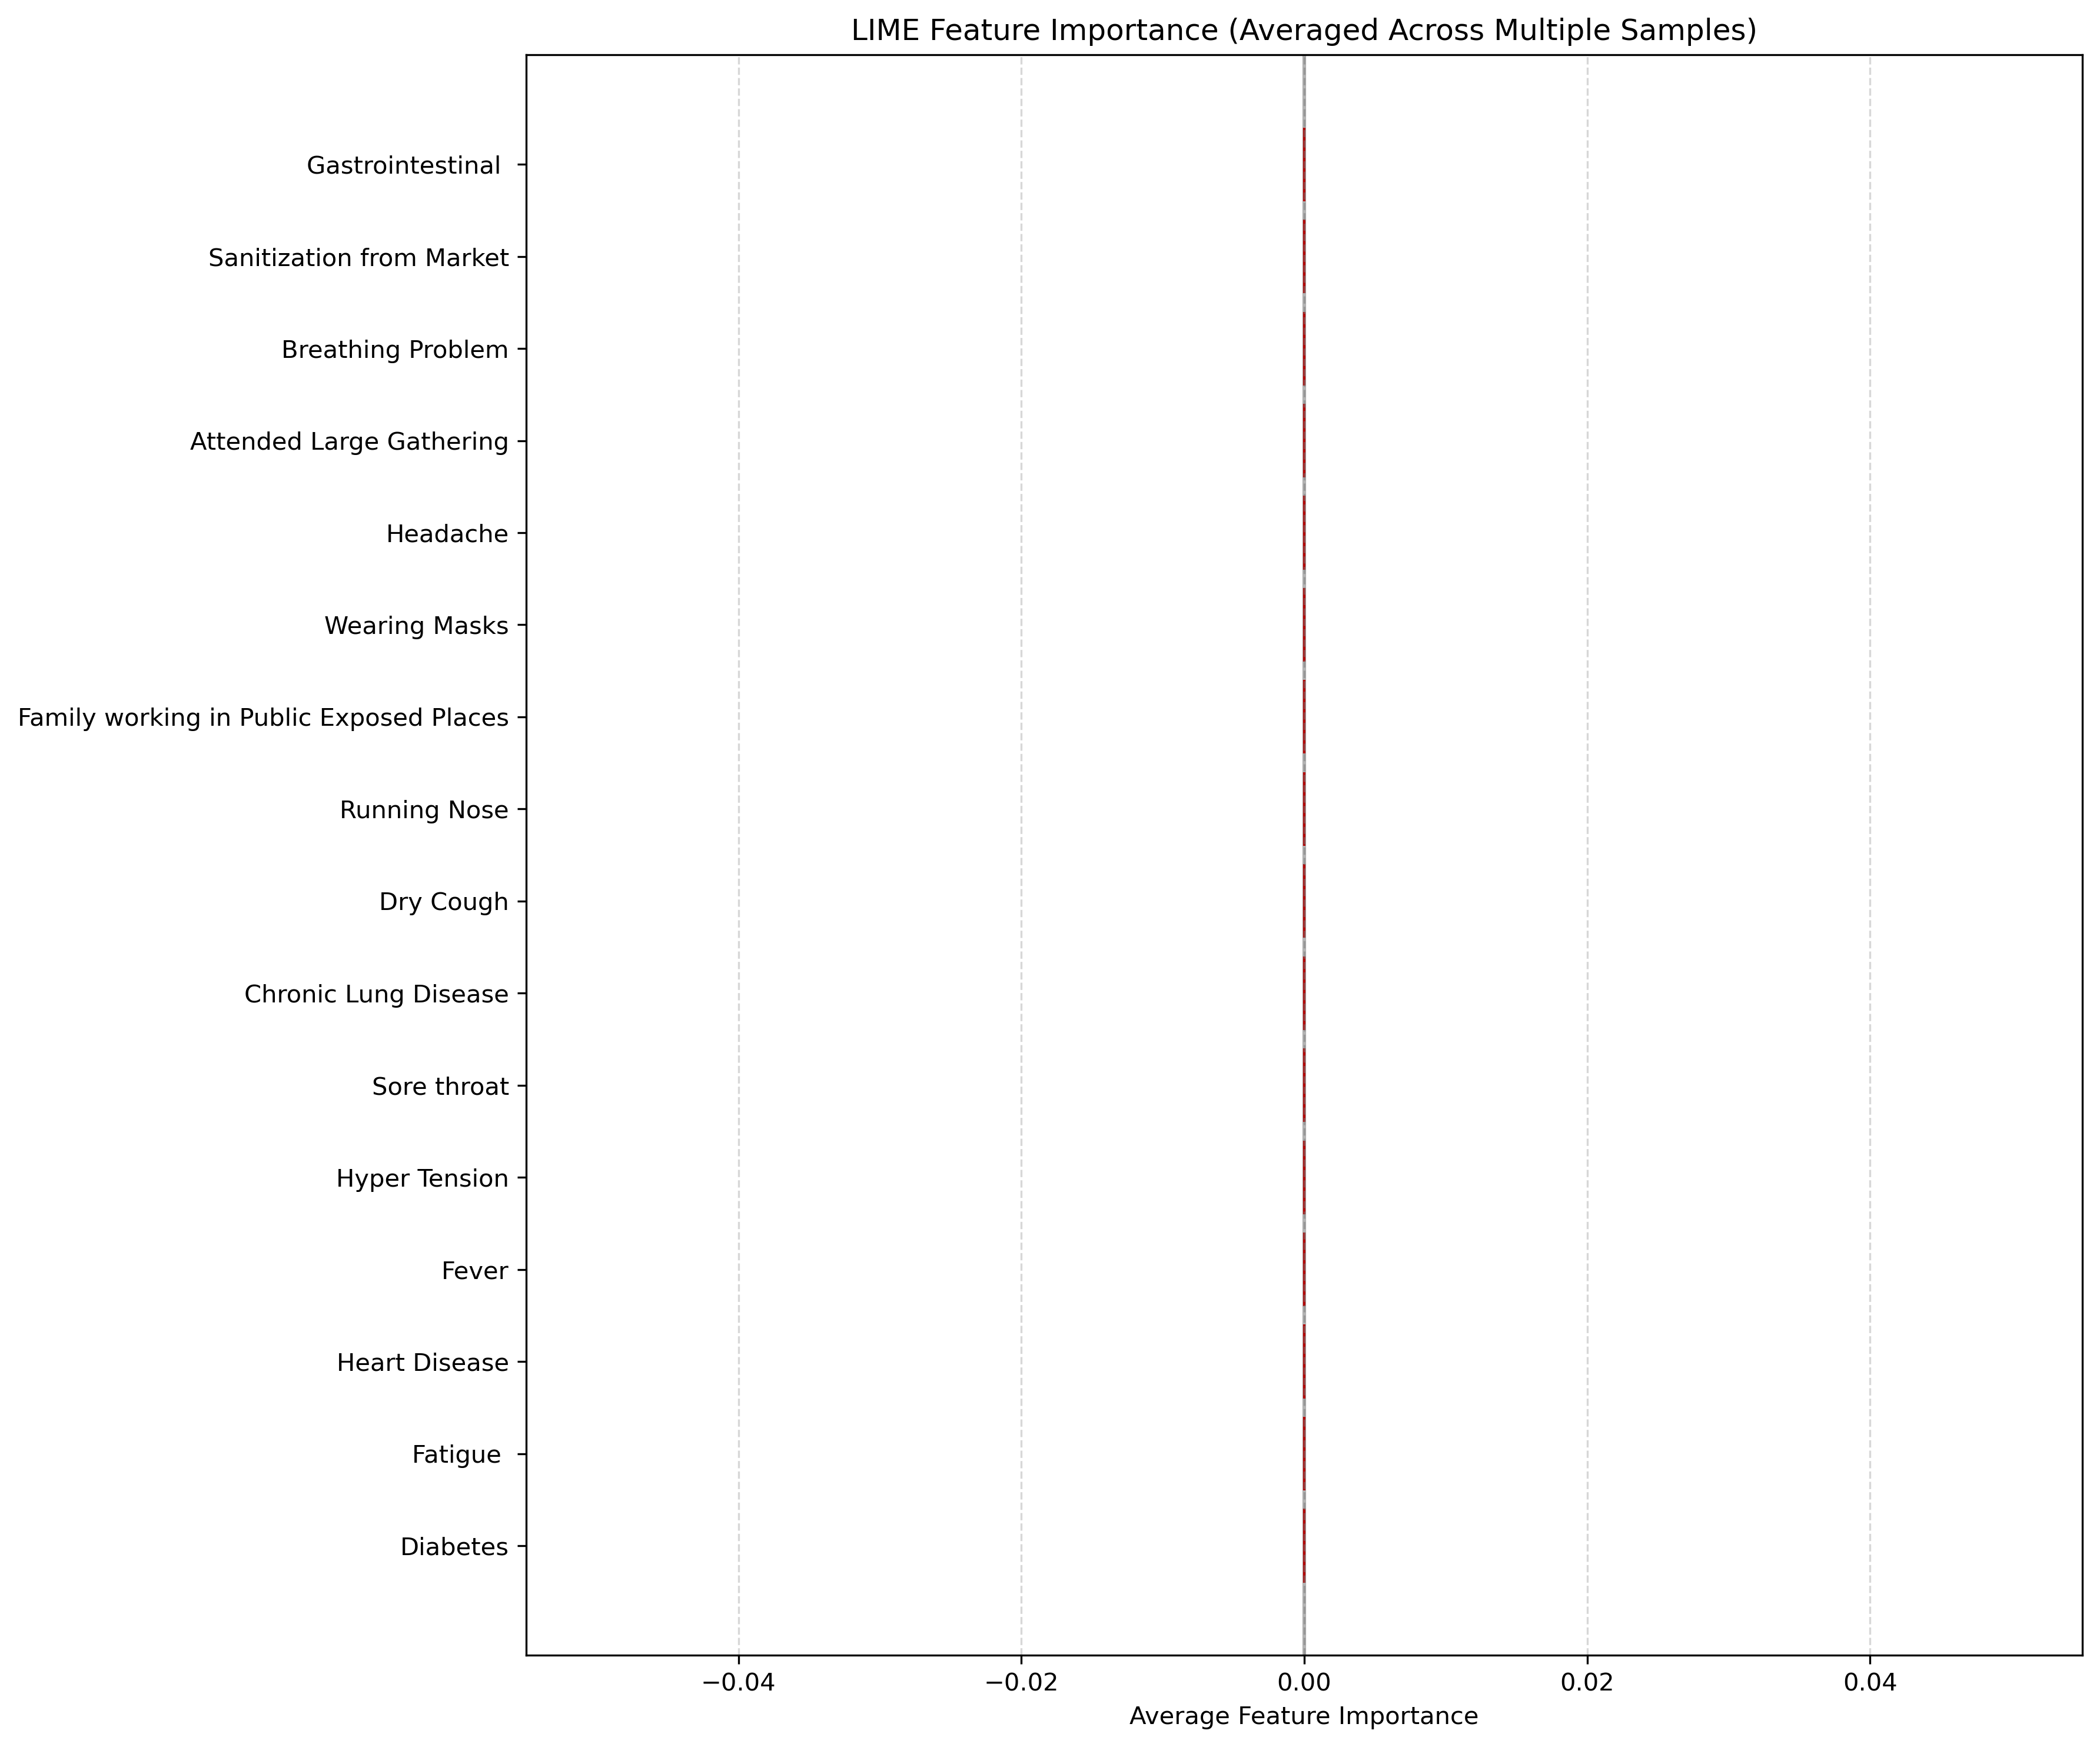 LIME Feature Importance (Averaged Across Multiple Samples)
Gastrointestinal
Sanitization from Market
Breathing Problem
Attended Large Gathering
Headache
Wearing Masks
Family working in Public Exposed Places
Running Nose
Dry Cough
Chronic Lung Disease
Sore throat
Hyper Tension
Fever
Heart Disease
Fatigue
Diabetes
−0.04 −0.02 0.00 0.02 0.04
Average Feature Importance